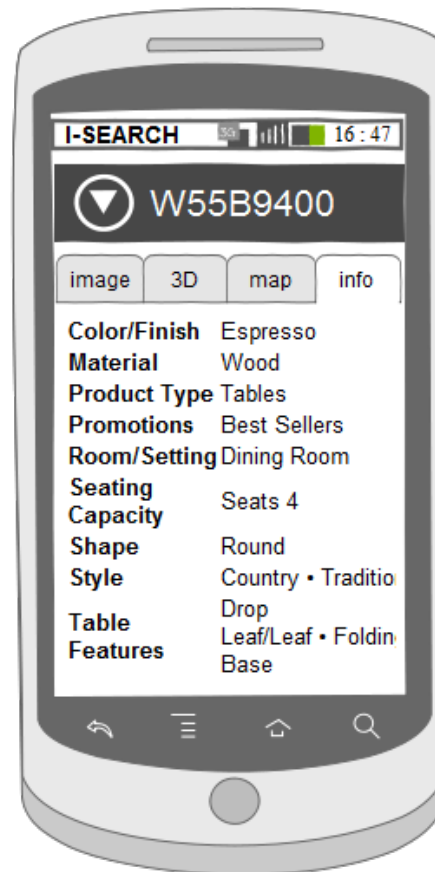 I-SEARCH 3G 16:47
W55B9400
image 3D map info
Color/Finish Espresso
Material Wood
Product Type Tables
Promotions Best Sellers
Room/Setting Dining Room
Seating
Capacity
Seats 4
Shape Round
Style Country • Traditio
Table
Features
Drop
Leaf/Leaf • Folding
Base